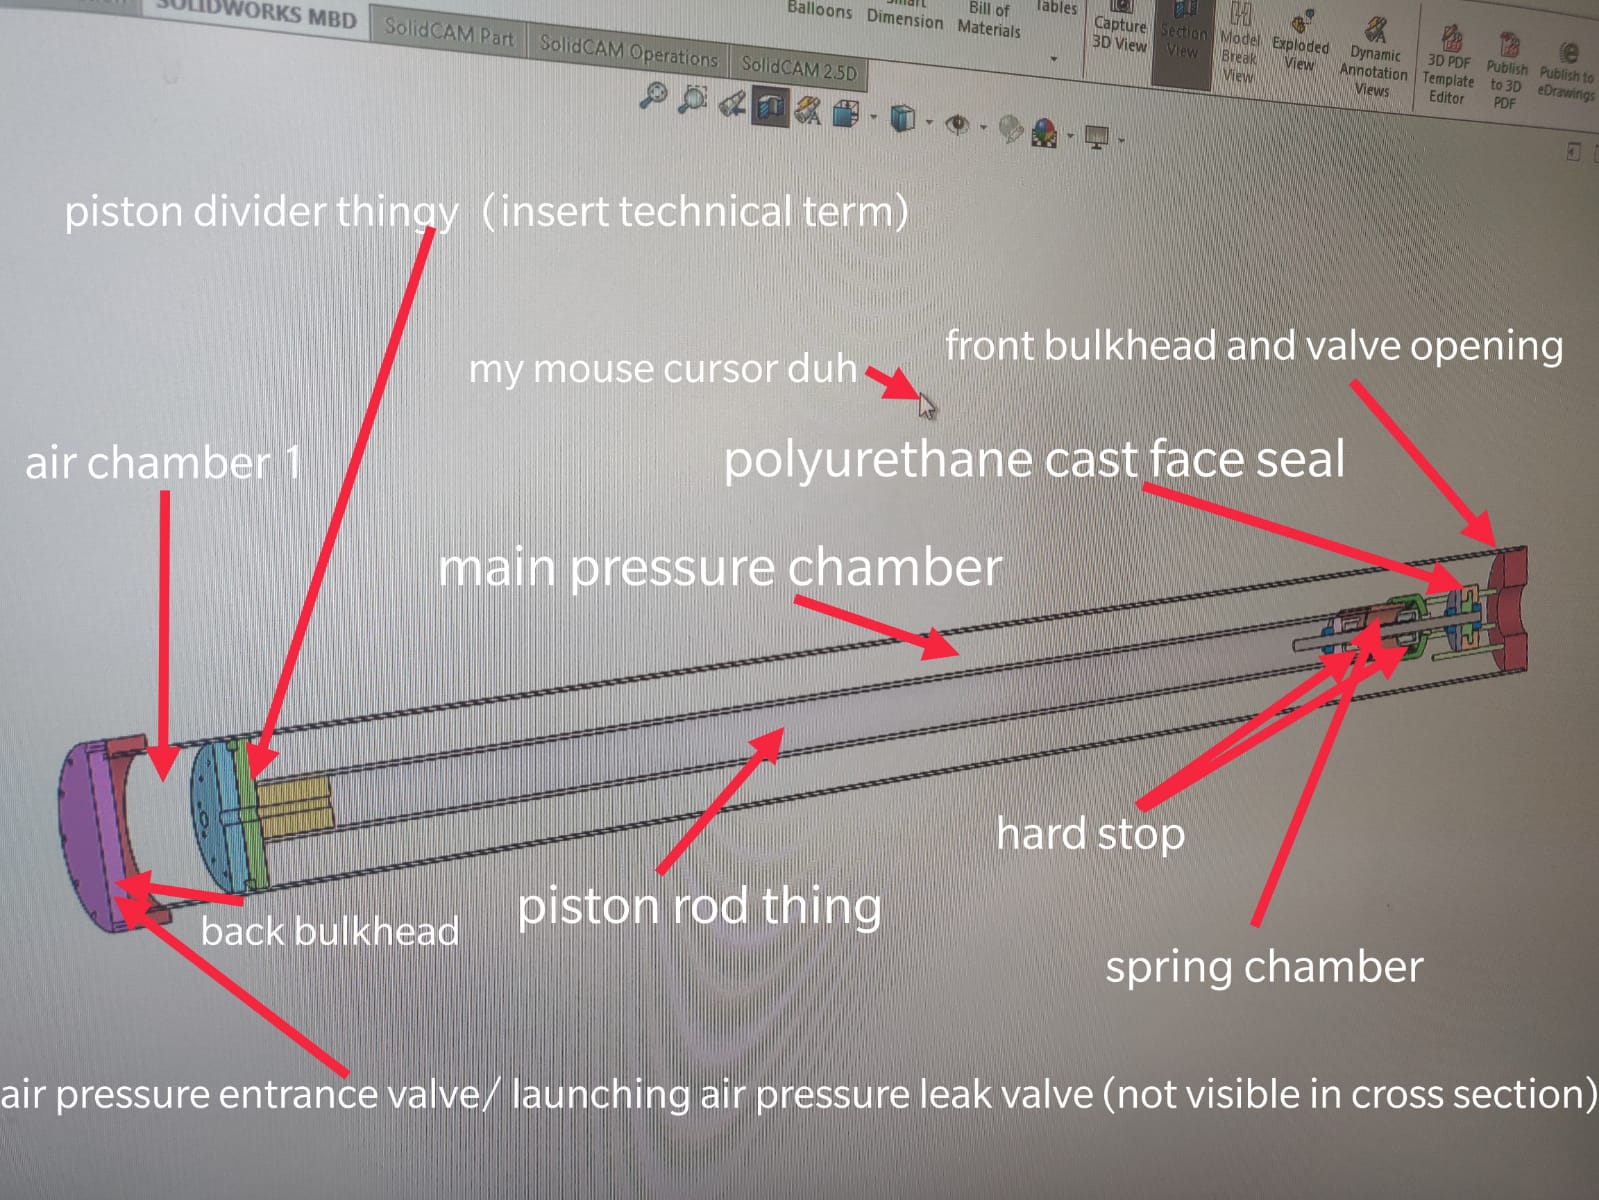 SOLIDWORKS MBD
SolidCAM Part
SolidCAM Operations
SolidCAM 2.5D
Balloons
Dimension
Bill of
Materials
Tables
Capture
3D View
Section
View
Model
Break
View
Exploded
View
Dynamic
Annotation
Views
3D PDF
Template
Editor
Publish
to 3D
PDF
Publish to
eDrawings
piston divider thingy (insert technical term)
my mouse cursor duh
front bulkhead and valve opening
air chamber 1
polyurethane cast face seal
main pressure chamber
hard stop
back bulkhead
piston rod thing
spring chamber
air pressure entrance valve/ launching air pressure leak valve (not visible in cross section)